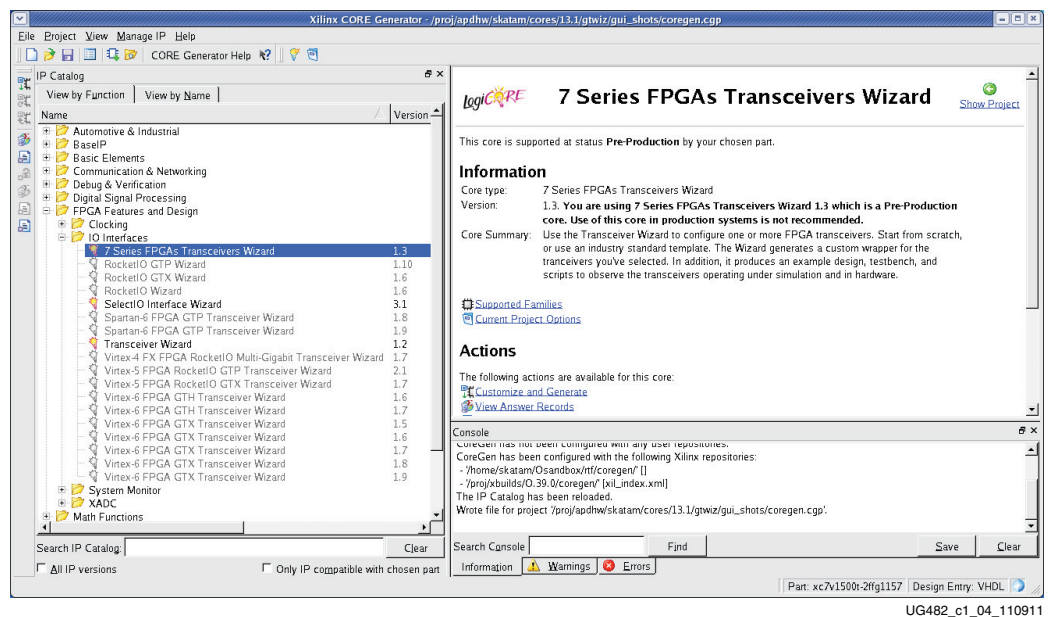 Xilinx CORE Generator - /proj/apdhw/skatam/cores/13.1/gtwiz/gui_shots/coregen.cgp
File Project View Manage IP Help
CORE Generator Help
IP Catalog
View by Function View by Name
Name Version
Automotive & Industrial
BaseIP
Basic Elements
Communication & Networking
Debug & Verification
Digital Signal Processing
FPGA Features and Design
Clocking
IO Interfaces
7 Series FPGAs Transceivers Wizard 1.3
RocketIO GTP Wizard 1.10
RocketIO GTX Wizard 1.6
RocketIO Wizard 1.6
SelectIO Interface Wizard 3.1
Spartan-6 FPGA GTP Transceiver Wizard 1.8
Spartan-6 FPGA GTP Transceiver Wizard 1.9
Transceiver Wizard 1.2
Virtex-4 FX FPGA RocketIO Multi-Gigabit Transceiver Wizard 1.7
Virtex-5 FPGA RocketIO GTP Transceiver Wizard 2.1
Virtex-5 FPGA RocketIO GTX Transceiver Wizard 1.7
Virtex-6 FPGA GTH Transceiver Wizard 1.6
Virtex-6 FPGA GTH Transceiver Wizard 1.7
Virtex-6 FPGA GTX Transceiver Wizard 1.5
Virtex-6 FPGA GTX Transceiver Wizard 1.6
Virtex-6 FPGA GTX Transceiver Wizard 1.7
Virtex-6 FPGA GTX Transceiver Wizard 1.8
Virtex-6 FPGA GTX Transceiver Wizard 1.9
System Monitor
XADC
Math Functions
Search IP Catalog: Clear
All IP versions Only IP compatible with chosen part
logiCORE 7 Series FPGAs Transceivers Wizard Show Project
This core is supported at status Pre-Production by your chosen part.
Information
Core type: 7 Series FPGAs Transceivers Wizard
Version: 1.3. You are using 7 Series FPGAs Transceivers Wizard 1.3 which is a Pre-Production
core. Use of this core in production systems is not recommended.
Core Summary: Use the Transceiver Wizard to configure one or more FPGA transceivers. Start from scratch,
or use an industry standard template. The Wizard generates a custom wrapper for the
tranceivers you've selected. In addition, it produces an example design, testbench, and
scripts to observe the transceivers operating under simulation and in hardware.
Supported Families
Current Project Options
Actions
The following actions are available for this core:
Customize and Generate
View Answer Records
Console
CoreGen has not been configured with any user repositories.
CoreGen has been configured with the following Xilinx repositories:
- '/home/skatam/Osandbox/rtf/coregen/' []
- '/proj/xbuilds/O.39.0/coregen/' [xil_index.xml]
The IP Catalog has been reloaded.
Wrote file for project '/proj/apdhw/skatam/cores/13.1/gtwiz/gui_shots/coregen.cgp'.
Search Console Find Save Clear
Information Warnings Errors
Part: xc7v1500t-2ffg1157 Design Entry: VHDL
UG482_c1_04_110911